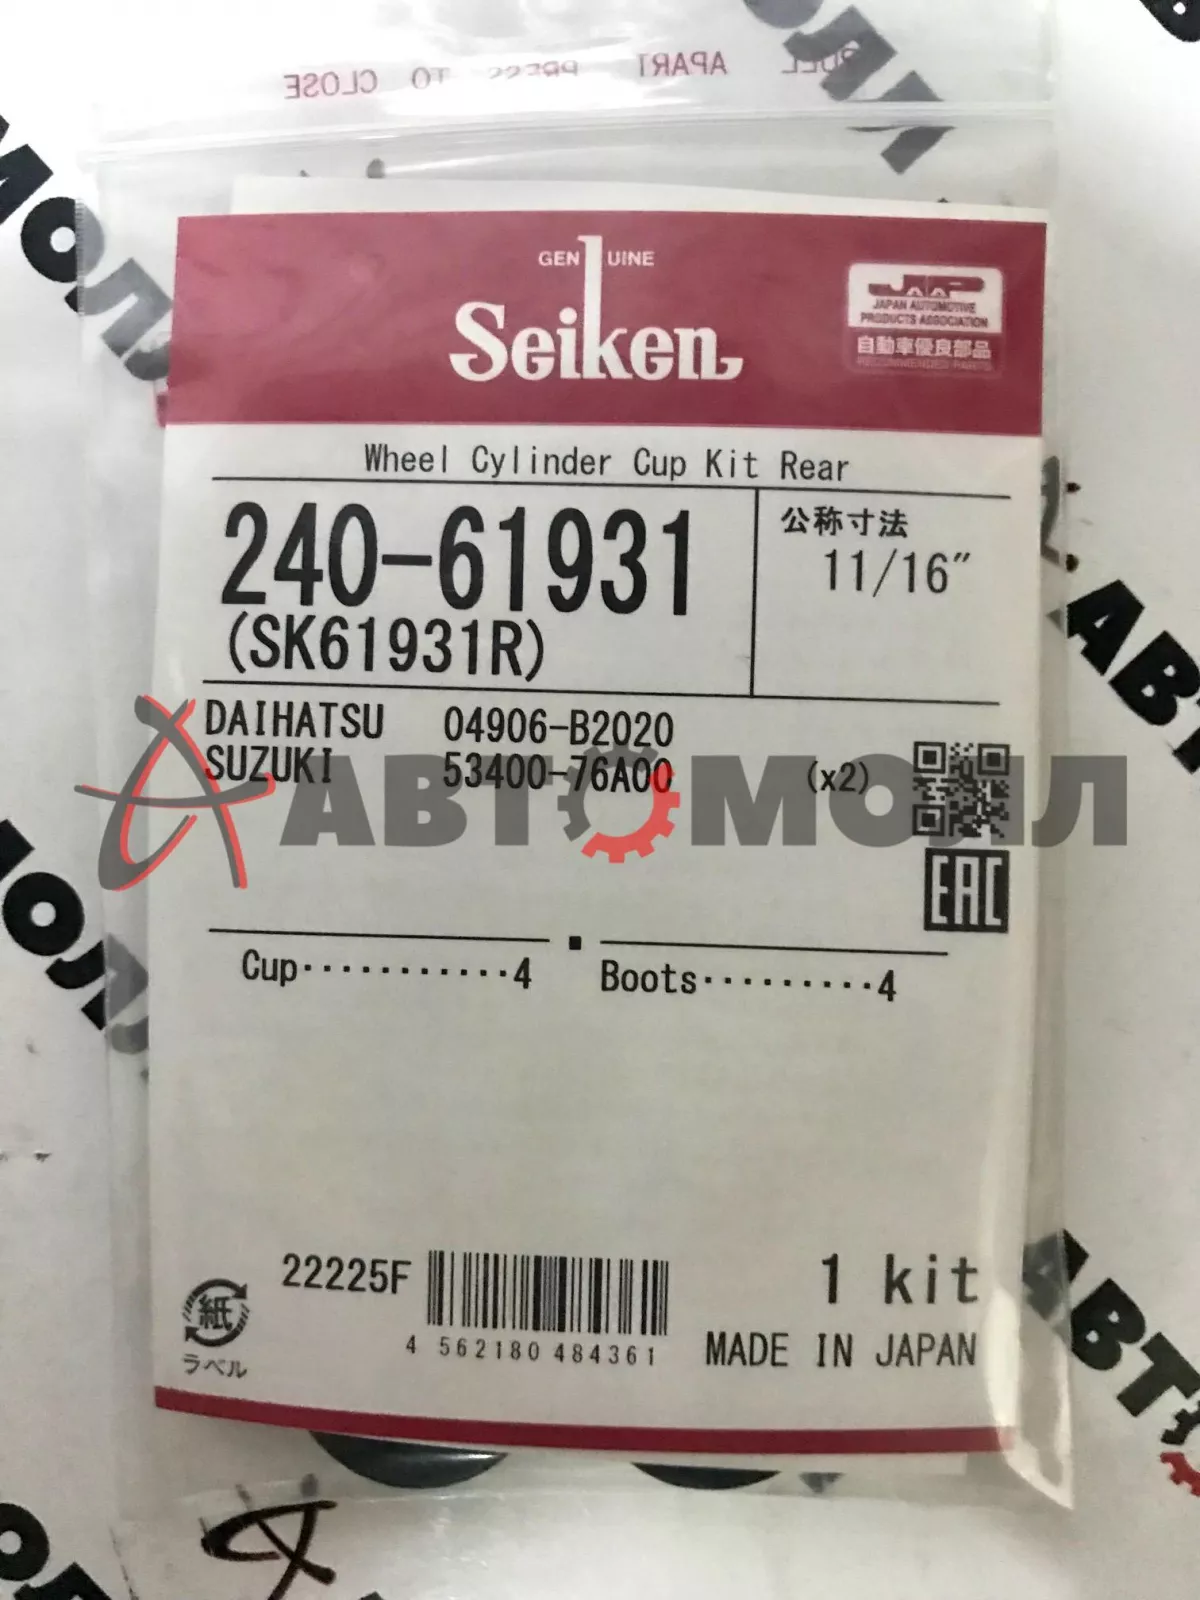 PULL APART PRESS TO CLOSE
GENUINE
Seiken
JAAP
JAPAN AUTOMOTIVE
PRODUCTS ASSOCIATION
自動車優良部品
RECOMMENDED PARTS
Wheel Cylinder Cup Kit Rear
240-61931
(SK61931R)
公称寸法
11/16″
DAIHATSU 04906-B2020
SUZUKI 53400-76A00 (x2)
АВТОМОЛЛ
EAC
Cup···········4 Boots·········4
22225F
1 kit
紙
ラベル
4 562180 484361
MADE IN JAPAN